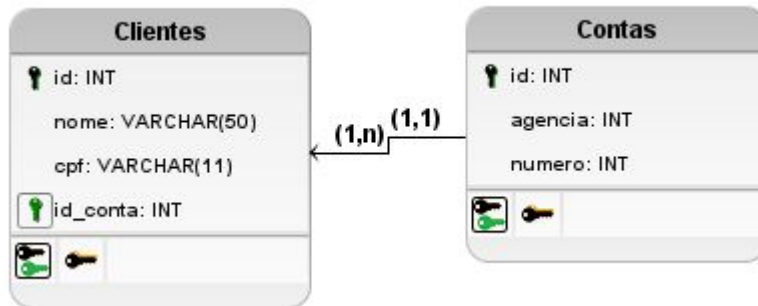 Clientes
id: INT
nome: VARCHAR(50)
cpf: VARCHAR(11)
id_conta: INT
(1,n)
(1,1)
Contas
id: INT
agencia: INT
numero: INT